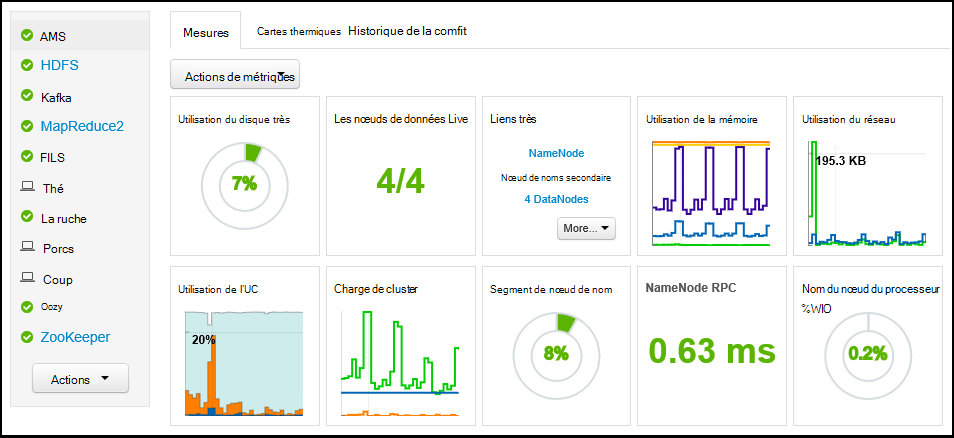 AMS
HDFS
Kafka
MapReduce2
FILS
Thé
La ruche
Porcs
Coup
Oozy
ZooKeeper
Actions
Mesures
Cartes thermiques
Historique de la comfit
Actions de métriques
Utilisation du disque très
7%
Les nœuds de données Live
4/4
Liens très
NameNode
Nœud de noms secondaire
4 DataNodes
More...
Utilisation de la mémoire
Utilisation du réseau
195.3 KB
Utilisation de l'UC
20%
Charge de cluster
Segment de nœud de nom
8%
NameNode RPC
0.63 ms
Nom du nœud du processeur
%WIO
0.2%